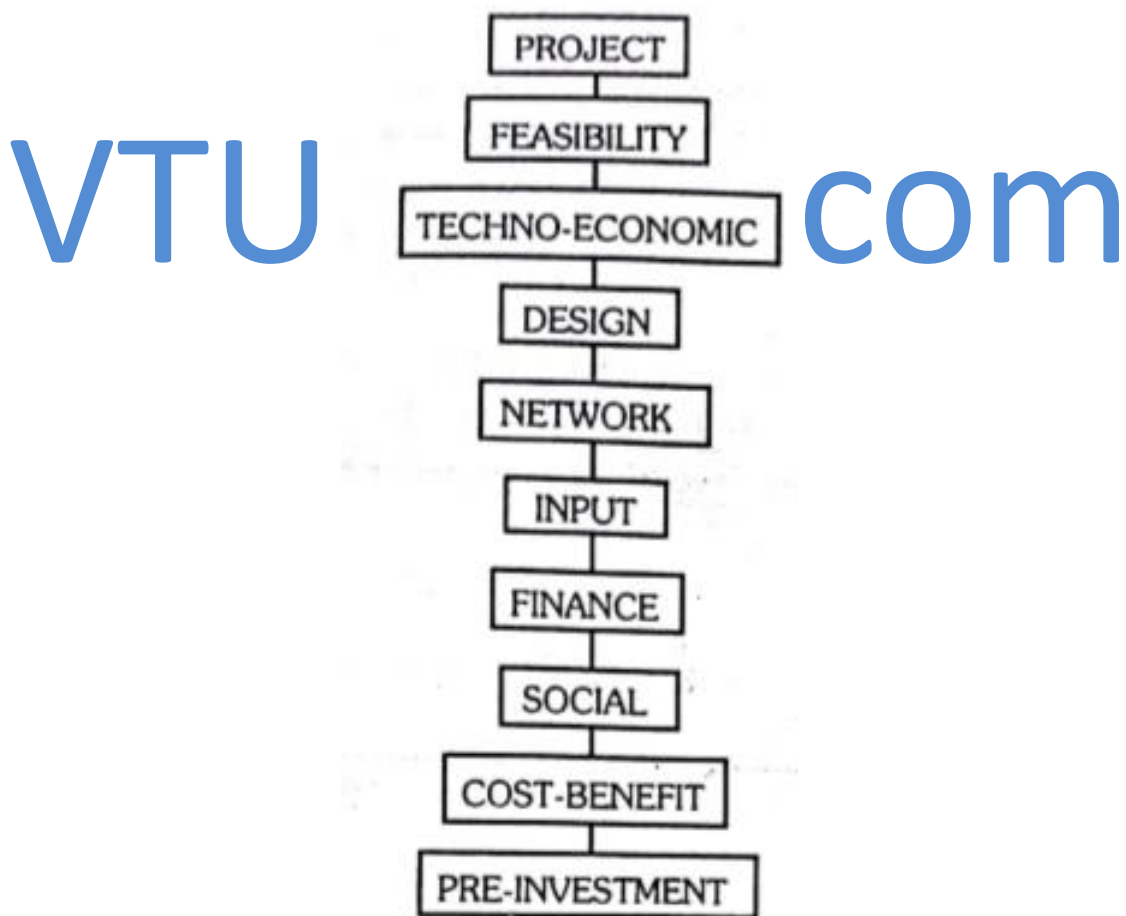 PROJECT
FEASIBILITY
VTU com
TECHNO-ECONOMIC
DESIGN
NETWORK
INPUT
FINANCE
SOCIAL
COST-BENEFIT
PRE-INVESTMENT